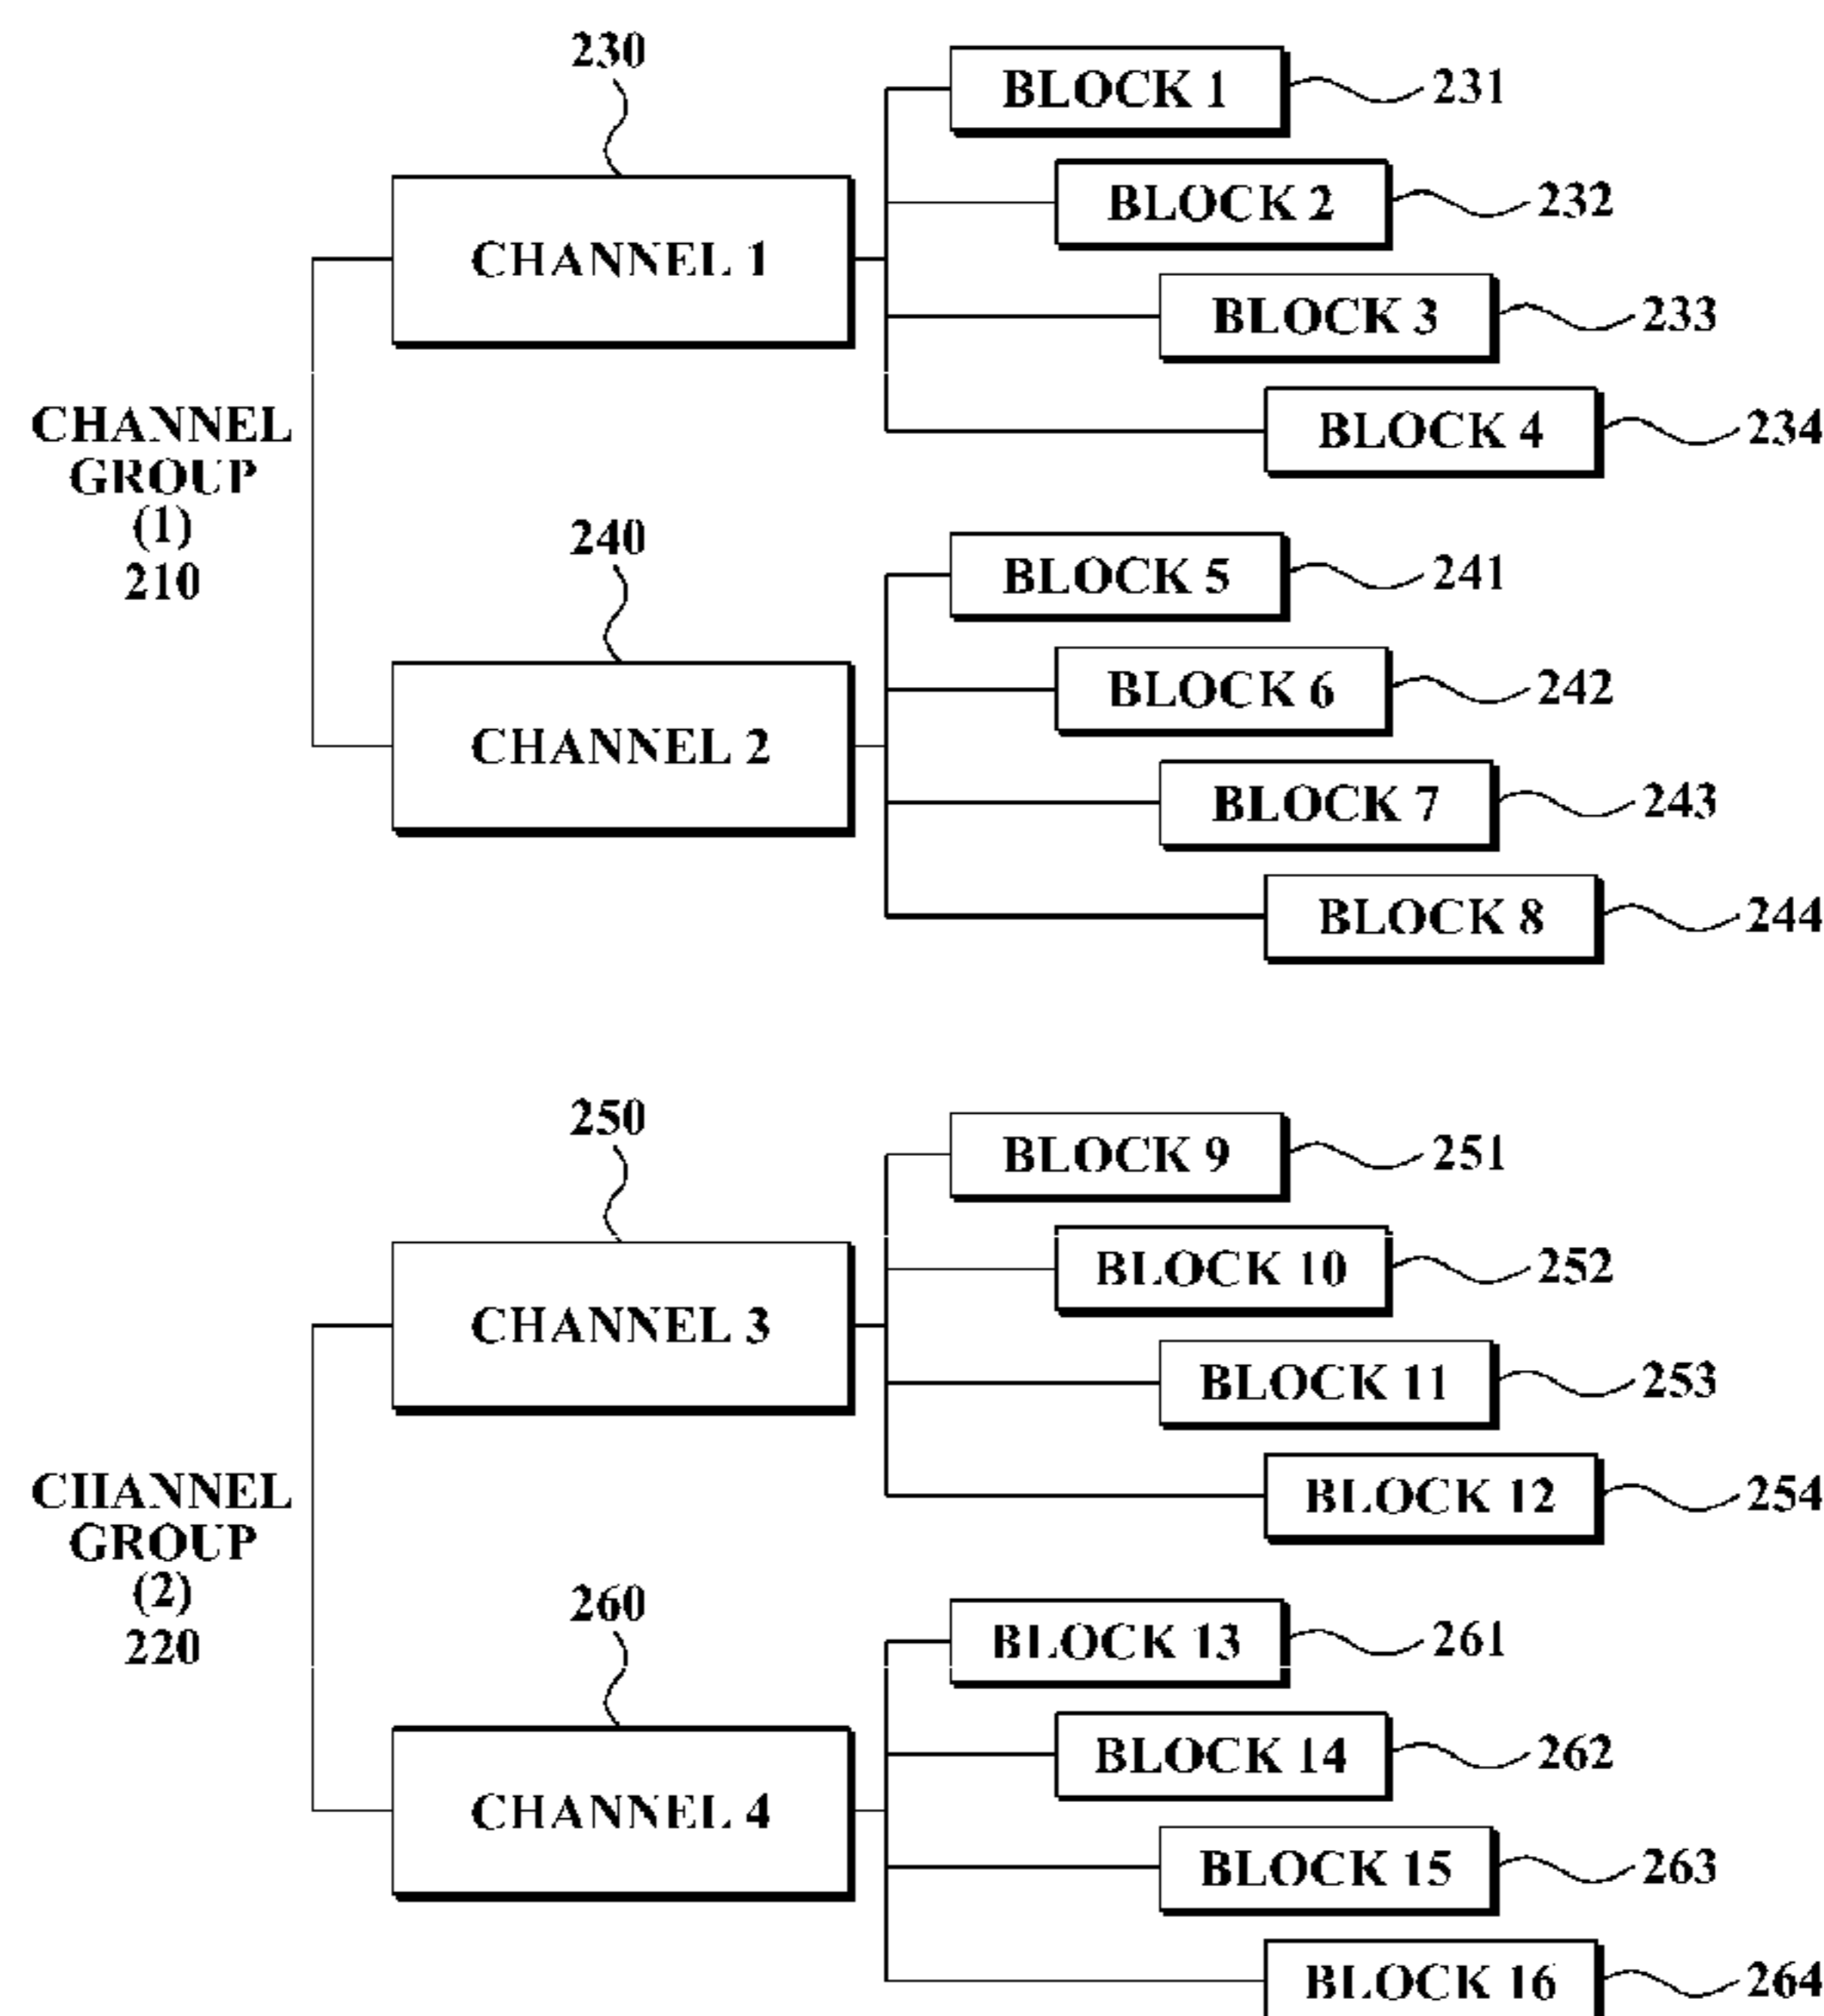 230
BLOCK 1
231
BLOCK 2
232
CHANNEL 1
BLOCK 3
233
BLOCK 4
234
CHANNEL
GROUP
(1)
210
240
BLOCK 5
241
BLOCK 6
242
CHANNEL 2
BLOCK 7
243
BLOCK 8
244
250
BLOCK 9
251
BLOCK 10
252
CHANNEL 3
BLOCK 11
253
BLOCK 12
254
CHANNEL
GROUP
(2)
220
260
BLOCK 13
261
BLOCK 14
262
CHANNEL 4
BLOCK 15
263
BLOCK 16
264